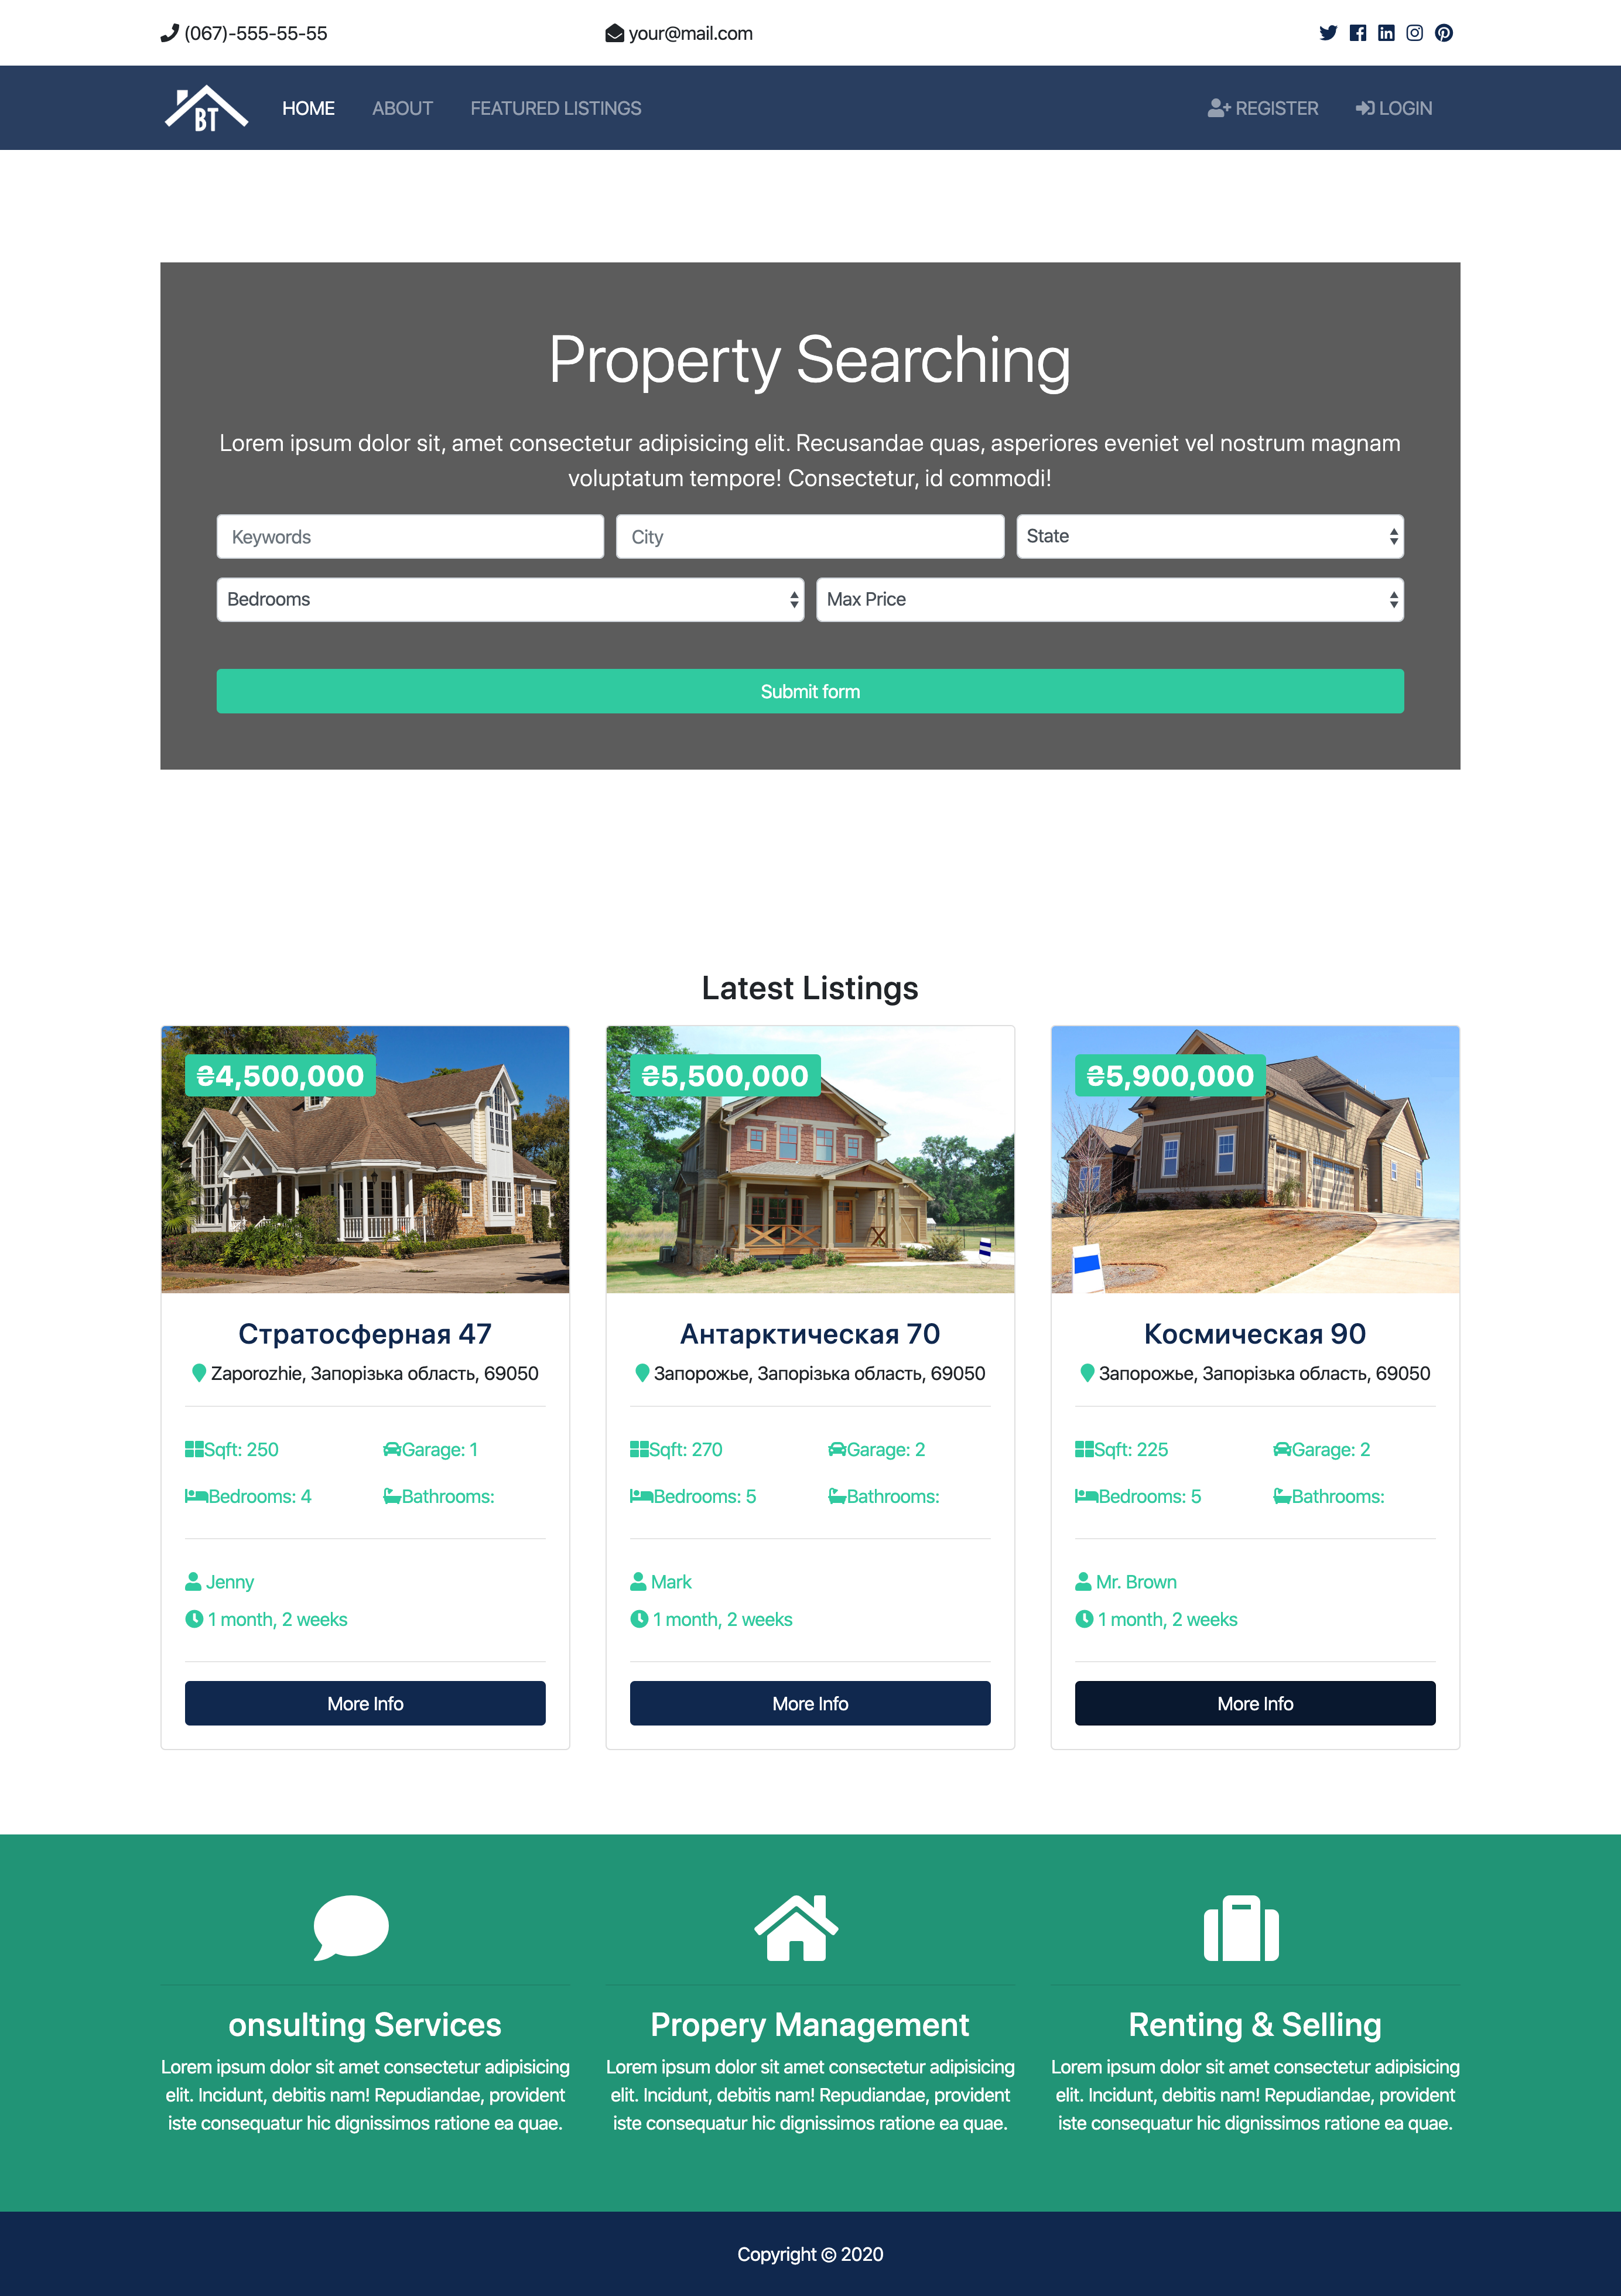 (067)-555-55-55
your@mail.com
BT
HOME
ABOUT
FEATURED LISTINGS
REGISTER
LOGIN
Property Searching
Lorem ipsum dolor sit, amet consectetur adipisicing elit. Recusandae quas, asperiores eveniet vel nostrum magnam
voluptatum tempore! Consectetur, id commodi!
Keywords
City
State
Bedrooms
Max Price
Submit form
Latest Listings
₴4,500,000
Стратосферная 47
Zaporozhie, Запорізька область, 69050
Sqft: 250
Garage: 1
Bedrooms: 4
Bathrooms:
Jenny
1 month, 2 weeks
More Info
₴5,500,000
Антарктическая 70
Запорожье, Запорізька область, 69050
Sqft: 270
Garage: 2
Bedrooms: 5
Bathrooms:
Mark
1 month, 2 weeks
More Info
₴5,900,000
Космическая 90
Запорожье, Запорізька область, 69050
Sqft: 225
Garage: 2
Bedrooms: 5
Bathrooms:
Mr. Brown
1 month, 2 weeks
More Info
onsulting Services
Lorem ipsum dolor sit amet consectetur adipisicing
elit. Incidunt, debitis nam! Repudiandae, provident
iste consequatur hic dignissimos ratione ea quae.
Propery Management
Lorem ipsum dolor sit amet consectetur adipisicing
elit. Incidunt, debitis nam! Repudiandae, provident
iste consequatur hic dignissimos ratione ea quae.
Renting & Selling
Lorem ipsum dolor sit amet consectetur adipisicing
elit. Incidunt, debitis nam! Repudiandae, provident
iste consequatur hic dignissimos ratione ea quae.
Copyright © 2020